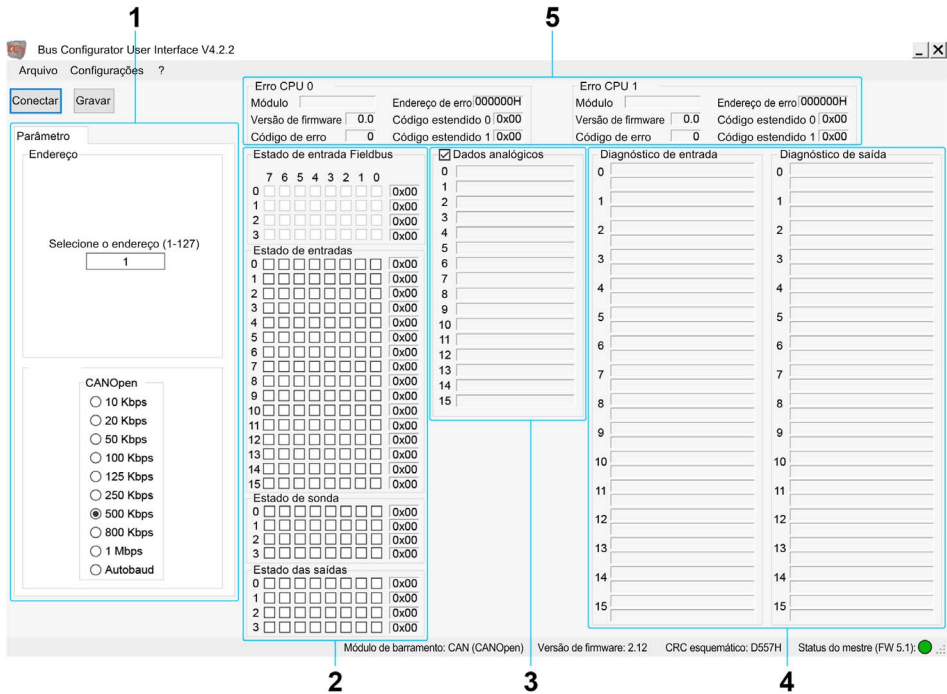 1
5
Bus Configurator User Interface V4.2.2
Arquivo Configurações ?
Conectar Gravar
Parâmetro
Endereço
Selecione o endereço (1-127)
1
CANOpen
10 Kbps
20 Kbps
50 Kbps
100 Kbps
125 Kbps
250 Kbps
500 Kbps
800 Kbps
1 Mbps
Autobaud
Erro CPU 0
Módulo Endereço de erro 000000H
Versão de firmware 0.0 Código estendido 0 0x00
Código de erro 0 Código estendido 1 0x00
Erro CPU 1
Módulo Endereço de erro 000000H
Versão de firmware 0.0 Código estendido 0 0x00
Código de erro 0 Código estendido 1 0x00
Estado de entrada Fieldbus
7 6 5 4 3 2 1 0
0 0x00
1 0x00
2 0x00
3 0x00
Estado de entradas
0 0x00
1 0x00
2 0x00
3 0x00
4 0x00
5 0x00
6 0x00
7 0x00
8 0x00
9 0x00
10 0x00
11 0x00
12 0x00
13 0x00
14 0x00
15 0x00
Estado de sonda
0 0x00
1 0x00
2 0x00
3 0x00
Estado das saídas
0 0x00
1 0x00
2 0x00
3 0x00
Dados analógicos
0
1
2
3
4
5
6
7
8
9
10
11
12
13
14
15
Diagnóstico de entrada
0
1
2
3
4
5
6
7
8
9
10
11
12
13
14
15
Diagnóstico de saída
0
1
2
3
4
5
6
7
8
9
10
11
12
13
14
15
Módulo de barramento: CAN (CANOpen) Versão de firmware: 2.12 CRC esquemático: D557H Status do mestre (FW 5.1):
2
3
4